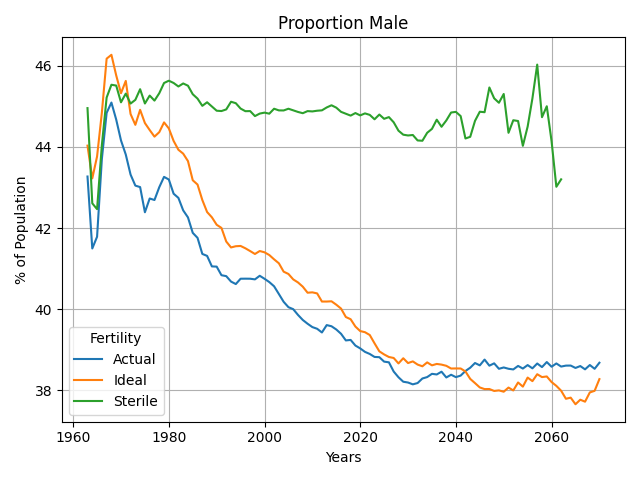 Proportion Male
% of Population
46
44
42
40
38
Fertility
Actual
Ideal
Sterile
1960
1980
2000
2020
2040
2060
Years